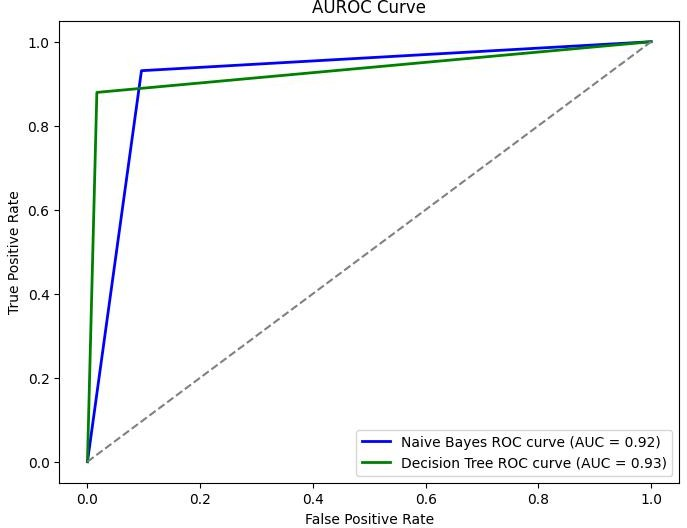 AUROC Curve
1.0
0.8
0.6
0.4
0.2
0.0
True Positive Rate
Naive Bayes ROC curve (AUC = 0.92)
Decision Tree ROC curve (AUC = 0.93)
0.0 0.2 0.4 0.6 0.8 1.0
False Positive Rate